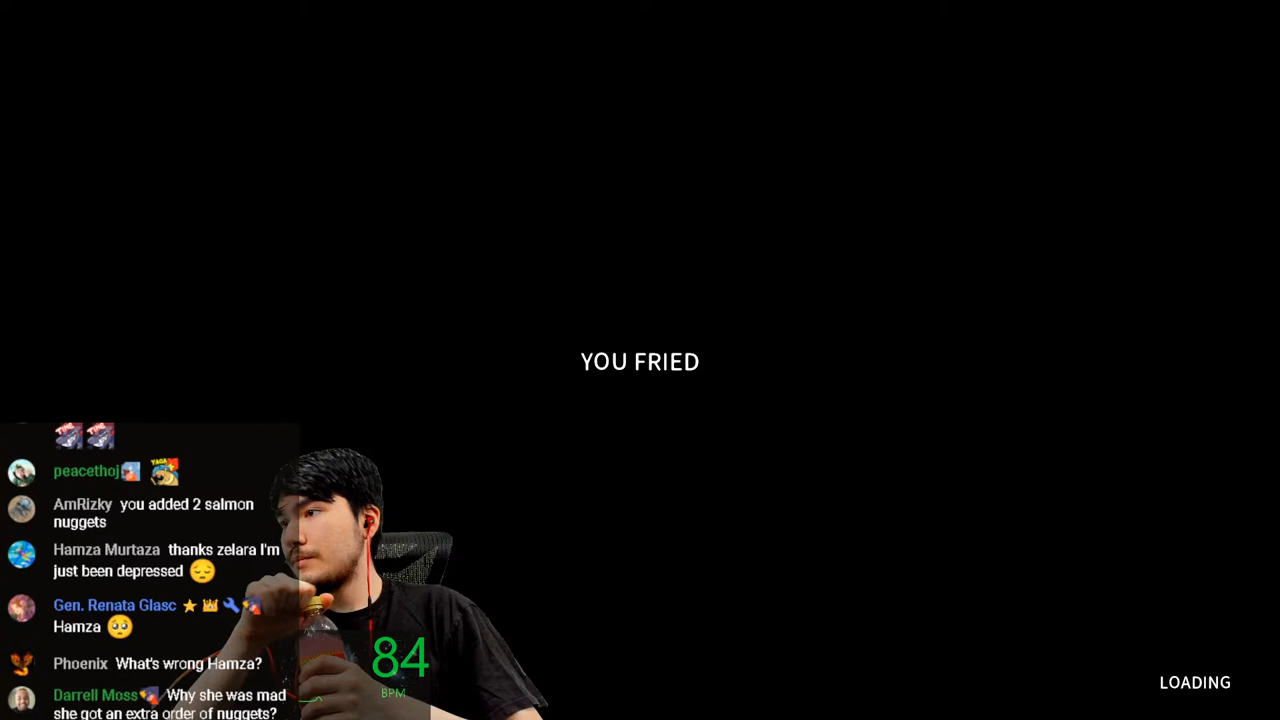 YOU FRIED
peacethoj
AmRizky you added 2 salmon
nuggets
Hamza Murtaza thanks zelara I'm
just been depressed
Gen. Renata Glasc
Hamza
Phoenix What's wrong Hamza?
Darrell Moss Why she was mad
she got an extra order of nuggets?
84
BPM
LOADING